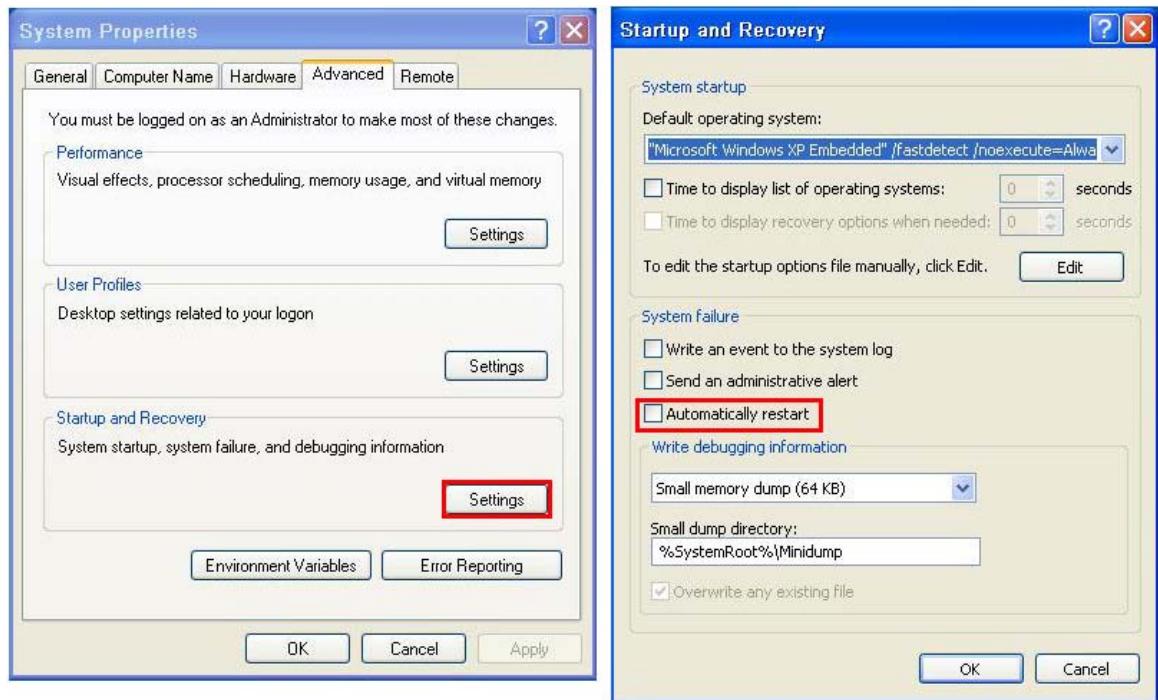 System Properties
General Computer Name Hardware Advanced Remote
You must be logged on as an Administrator to make most of these changes.
Performance
Visual effects, processor scheduling, memory usage, and virtual memory
Settings
User Profiles
Desktop settings related to your logon
Settings
Startup and Recovery
System startup, system failure, and debugging information
Settings
Environment Variables Error Reporting
OK Cancel Apply
Startup and Recovery
System startup
Default operating system:
"Microsoft Windows XP Embedded" /fastdetect /noexecute=Alwa
Time to display list of operating systems: 0 seconds
Time to display recovery options when needed: 0 seconds
To edit the startup options file manually, click Edit. Edit
System failure
Write an event to the system log
Send an administrative alert
Automatically restart
Write debugging information
Small memory dump (64 KB)
Small dump directory:
%SystemRoot%\Minidump
Overwrite any existing file
OK Cancel